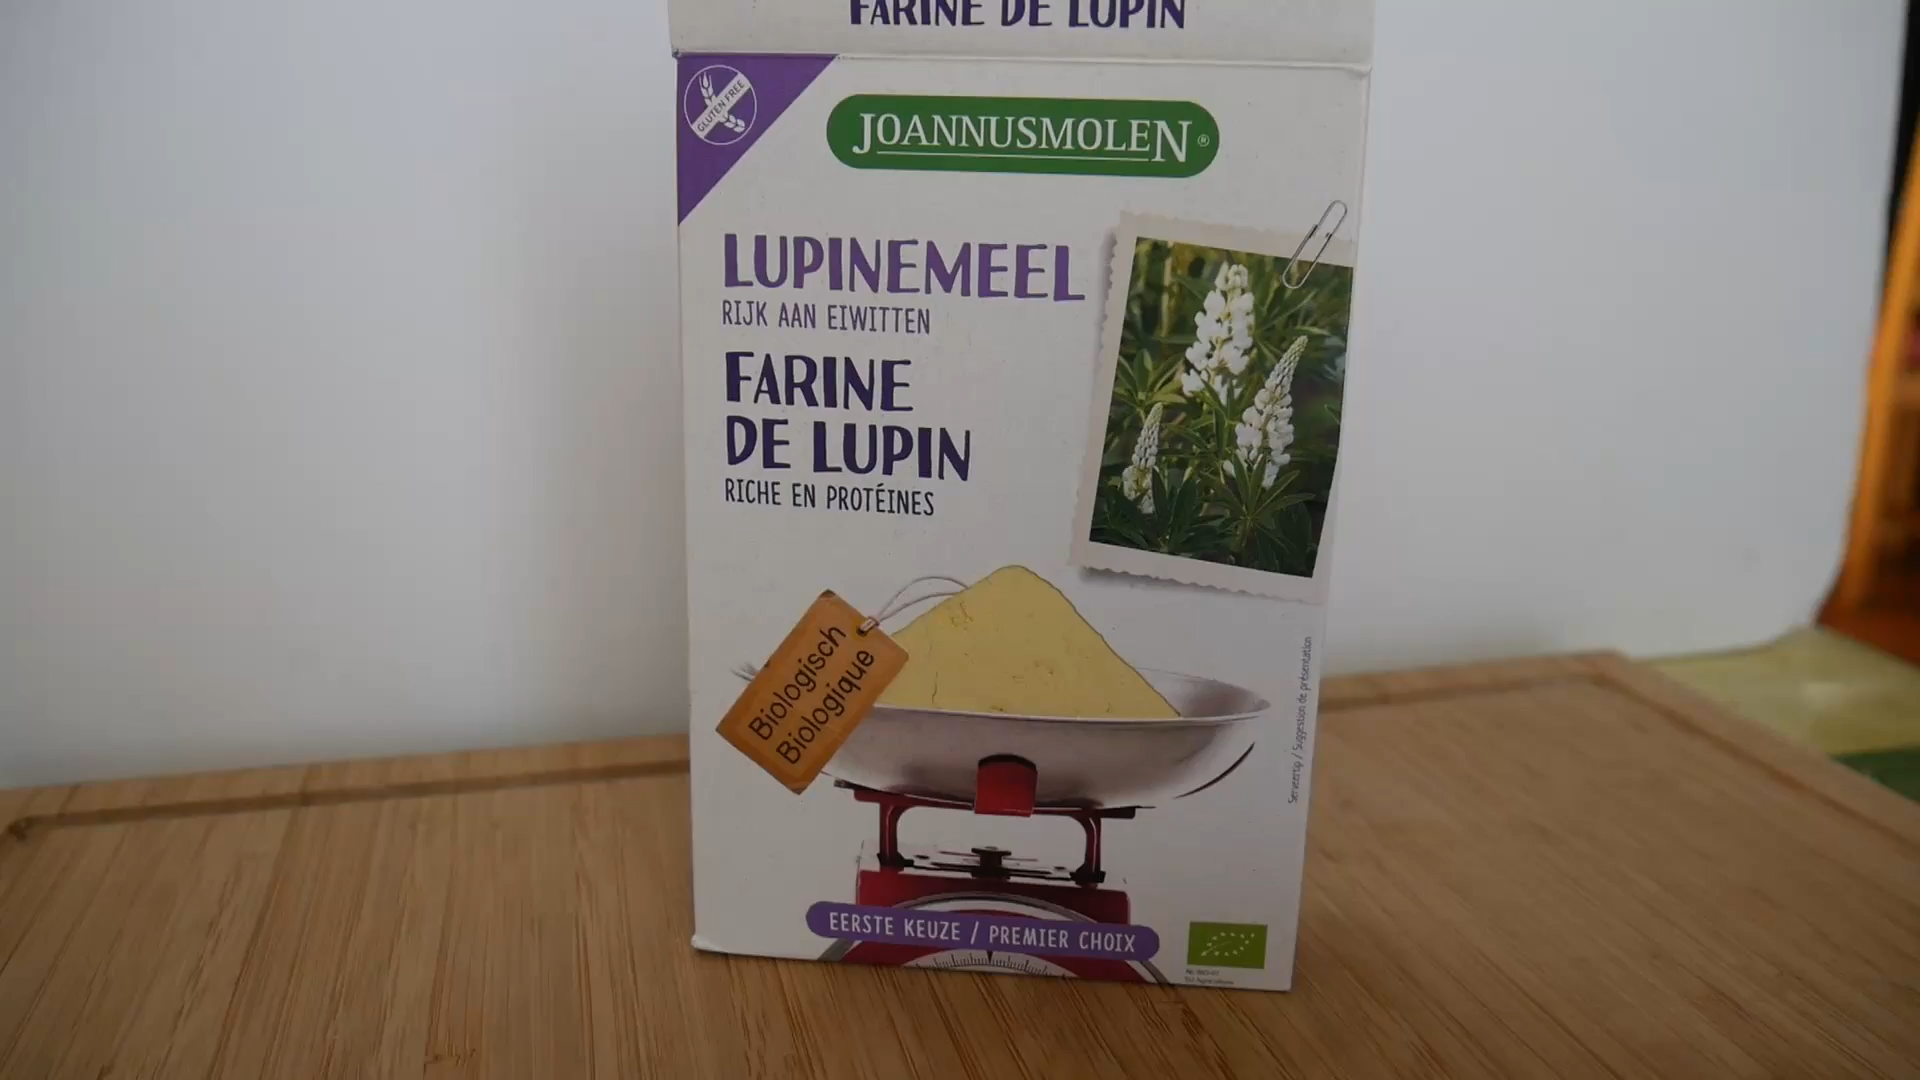 FARINE DE LUPIN
GLUTEN FREE
JOANNUSMOLEN®
LUPINEMEEL
RIJK AAN EIWITTEN
FARINE
DE LUPIN
RICHE EN PROTÉINES
Biologisch
Biologique
Serveertip / Suggestion de présentation
EERSTE KEUZE / PREMIER CHOIX